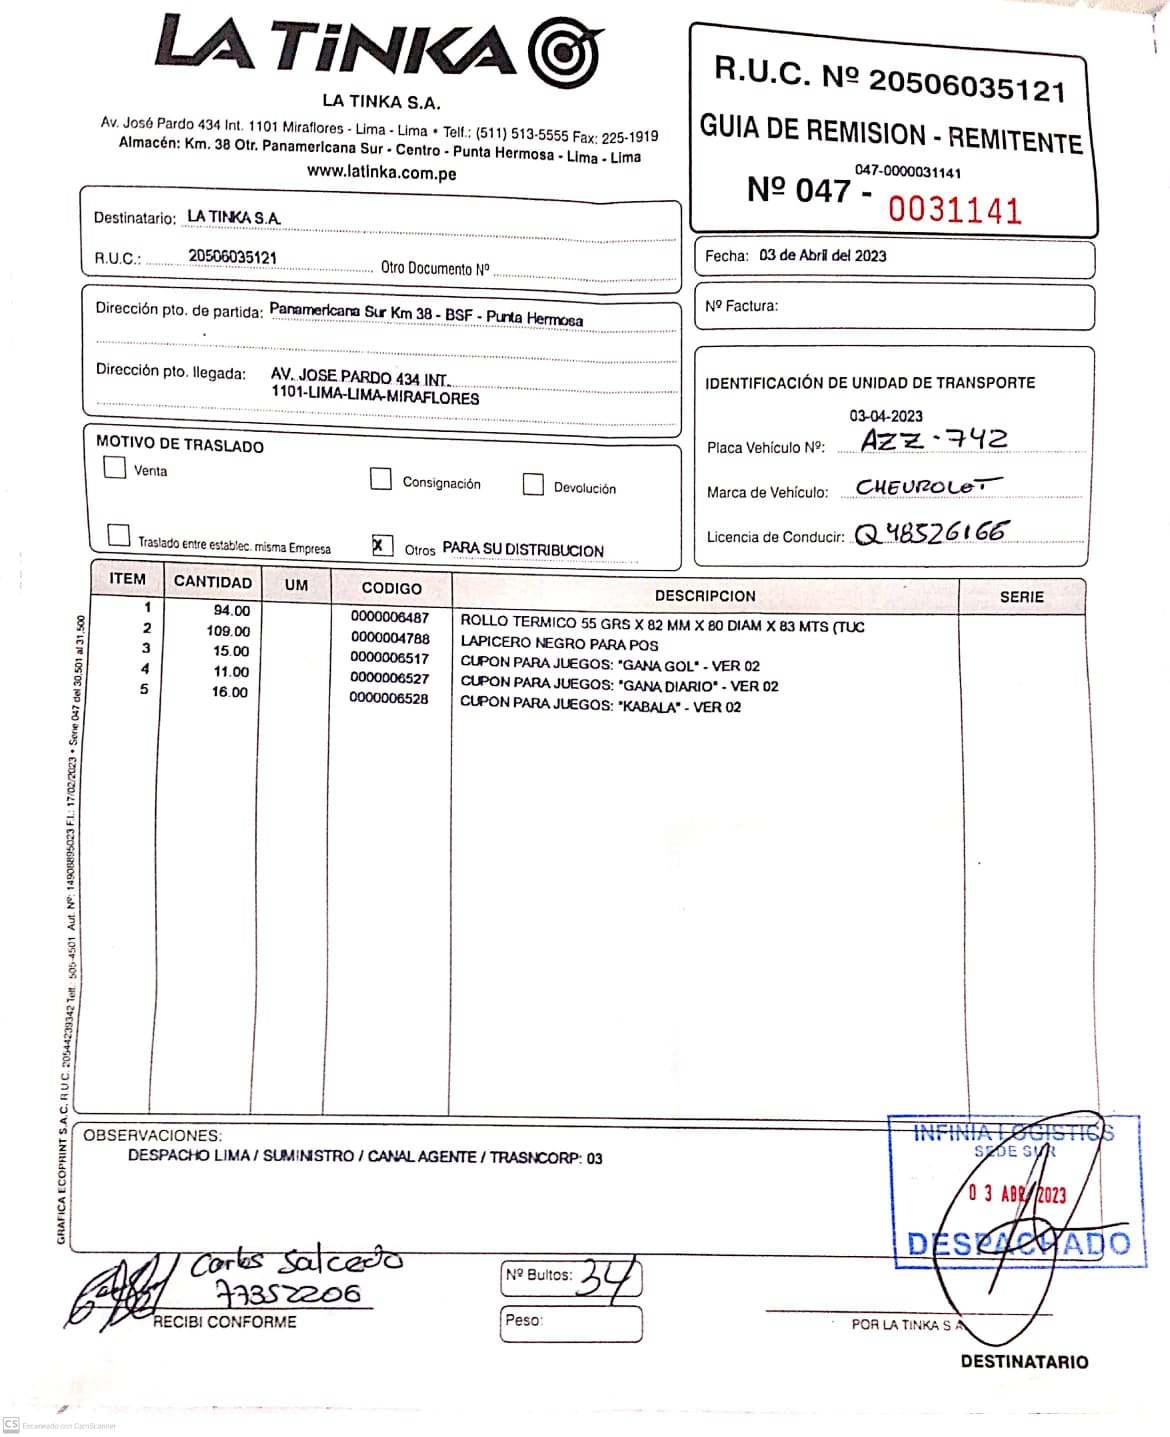 LA TiNKA
LA TINKA S.A.
Av. José Pardo 434 Int. 1101 Miraflores - Lima - Lima • Telf.: (511) 513-5555 Fax: 225-1919
Almacén: Km. 38 Otr. Panamericana Sur - Centro - Punta Hermosa - Lima - Lima
www.latinka.com.pe
R.U.C. Nº 20506035121
GUIA DE REMISION - REMITENTE
047-0000031141
Nº 047 - 0031141
Destinatario: LA TINKA S.A.
R.U.C.: 20506035121 Otro Documento Nº
Fecha: 03 de Abril del 2023
Nº Factura:
Dirección pto. de partida: Panamericana Sur Km 38 - BSF - Punta Hermosa
Dirección pto. llegada: AV. JOSE PARDO 434 INT.
1101-LIMA-LIMA-MIRAFLORES
IDENTIFICACIÓN DE UNIDAD DE TRANSPORTE
03-04-2023
Placa Vehículo Nº: AZZ-742
Marca de Vehículo: CHEVROLET
Licencia de Conducir: Q48526166
MOTIVO DE TRASLADO
Venta
Consignación
Devolución
Traslado entre establec. misma Empresa
X Otros PARA SU DISTRIBUCION
ITEM CANTIDAD UM CODIGO DESCRIPCION SERIE
1 94.00 0000006487 ROLLO TERMICO 55 GRS X 82 MM X 80 DIAM X 83 MTS (TUC
2 109.00 0000004788 LAPICERO NEGRO PARA POS
3 15.00 0000006517 CUPON PARA JUEGOS: "GANA GOL" - VER 02
4 11.00 0000006527 CUPON PARA JUEGOS: "GANA DIARIO" - VER 02
5 16.00 0000006528 CUPON PARA JUEGOS: "KABALA" - VER 02
GRAFICA ECOPRINT S.A.C. R.U.C. 20544239342 Telf.: 505-4501 Aut. Nº: 14908895023 F.I.: 17/02/2023 • Serie 047 del 30,501 al 31,500
OBSERVACIONES:
DESPACHO LIMA / SUMINISTRO / CANAL AGENTE / TRASNCORP: 03
INFINIA LOGISTICS
SEDE SUR
03 ABR 2023
DESPACHADO
Carlos Salcedo
77352206
RECIBI CONFORME
Nº Bultos: 34
Peso:
POR LA TINKA S A
DESTINATARIO
CS Escaneado con CamScanner